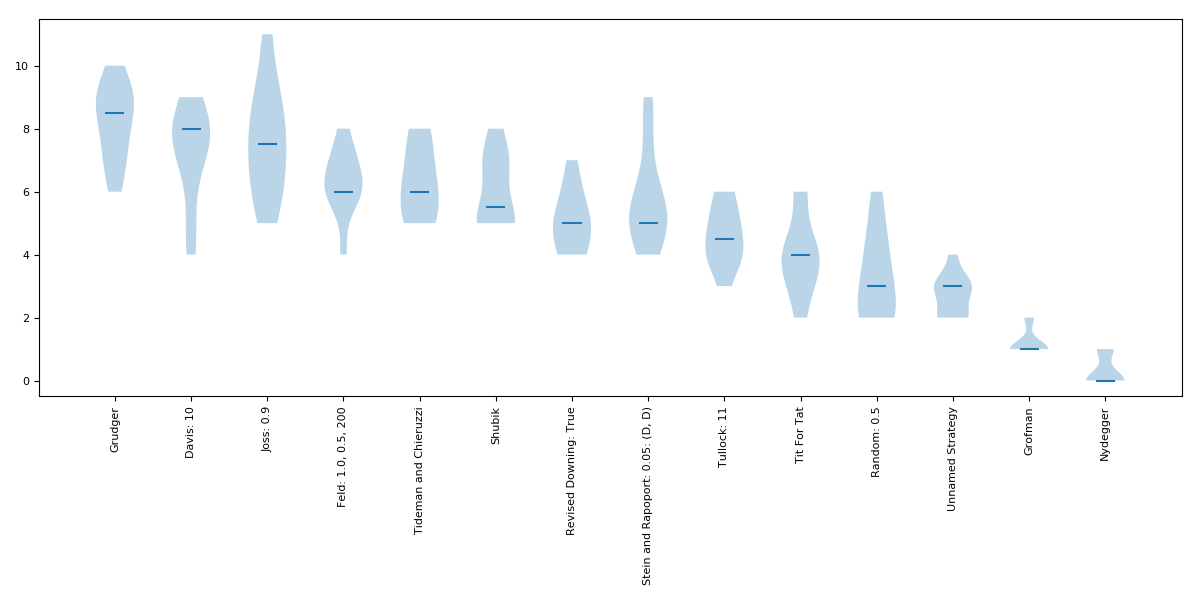 10
8
6
4
2
0
Grudger
Davis: 10
Joss: 0.9
Feld: 1.0, 0.5, 200
Tideman and Chieruzzi
Shubik
Revised Downing: True
Stein and Rapoport: 0.05: (D, D)
Tullock: 11
Tit For Tat
Random: 0.5
Unnamed Strategy
Grofman
Nydegger